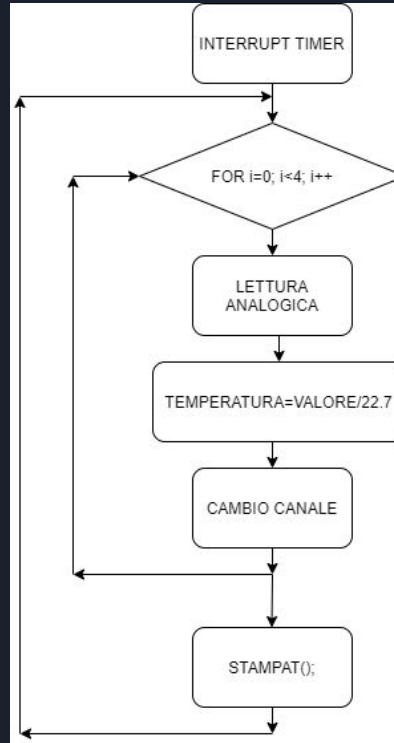 INTERRUPT TIMER
FOR i=0; i<4; i++
LETTURA
ANALOGICA
TEMPERATURA=VALORE/22.7
CAMBIO CANALE
STAMPAT();